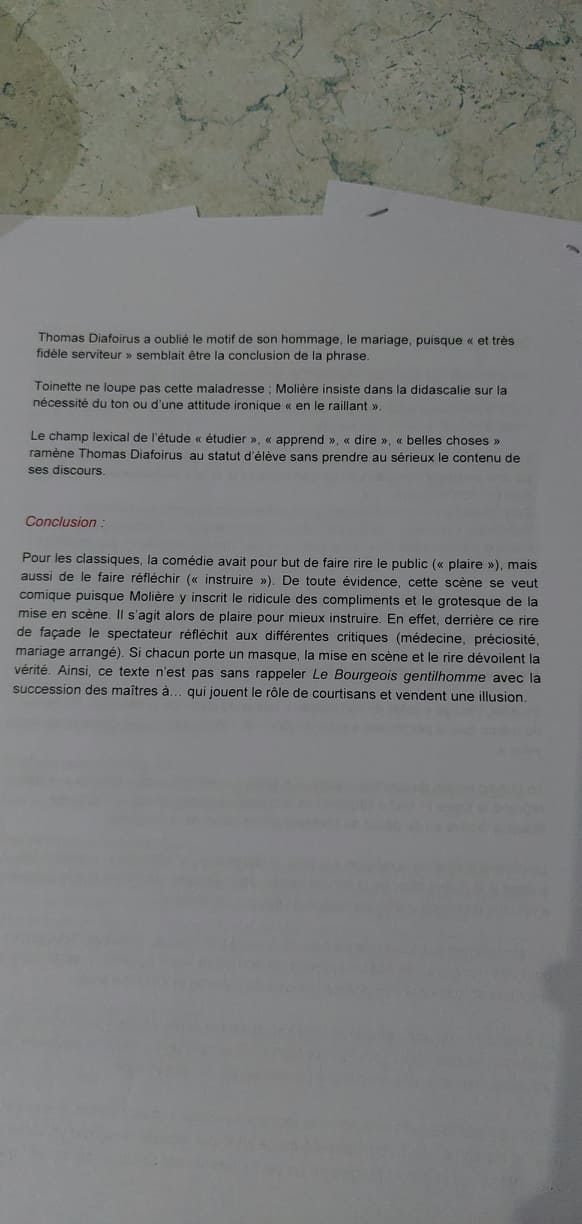 Thomas Diafoirus a oublié le motif de son hommage, le mariage, puisque « et très
fidèle serviteur » semblait être la conclusion de la phrase.
Toinette ne loupe pas cette maladresse ; Molière insiste dans la didascalie sur la
nécessité du ton ou d'une attitude ironique « en le raillant ».
Le champ lexical de l'étude « étudier », « apprend », « dire », « belles choses »
ramène Thomas Diafoirus au statut d'élève sans prendre au sérieux le contenu de
ses discours.
Conclusion :
Pour les classiques, la comédie avait pour but de faire rire le public (« plaire »), mais
aussi de le faire réfléchir (« instruire »). De toute évidence, cette scène se veut
comique puisque Molière y inscrit le ridicule des compliments et le grotesque de la
mise en scène. Il s'agit alors de plaire pour mieux instruire. En effet, derrière ce rire
de façade le spectateur réfléchit aux différentes critiques (médecine, préciosité,
mariage arrangé). Si chacun porte un masque, la mise en scène et le rire dévoilent la
vérité. Ainsi, ce texte n'est pas sans rappeler Le Bourgeois gentilhomme avec la
succession des maîtres à... qui jouent le rôle de courtisans et vendent une illusion.